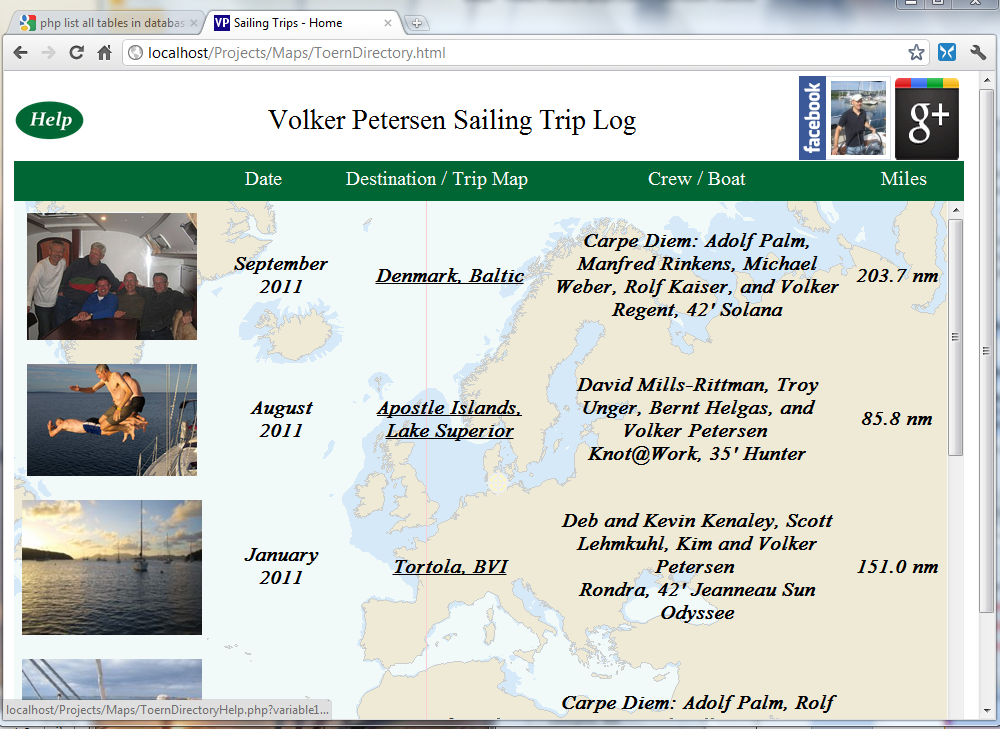 php list all tables in databas
VP Sailing Trips - Home
localhost/Projects/Maps/ToernDirectory.html
Help
Volker Petersen Sailing Trip Log
facebook
g+
Date Destination / Trip Map Crew / Boat Miles
September
2011
Denmark, Baltic
Carpe Diem: Adolf Palm,
Manfred Rinkens, Michael
Weber, Rolf Kaiser, and Volker
Regent, 42' Solana
203.7 nm
August
2011
Apostle Islands,
Lake Superior
David Mills-Rittman, Troy
Unger, Bernt Helgas, and
Volker Petersen
Knot@Work, 35' Hunter
85.8 nm
January
2011
Tortola, BVI
Deb and Kevin Kenaley, Scott
Lehmkuhl, Kim and Volker
Petersen
Rondra, 42' Jeanneau Sun
Odyssee
151.0 nm
Carpe Diem: Adolf Palm, Rolf
localhost/Projects/Maps/ToernDirectoryHelp.php?variable1...